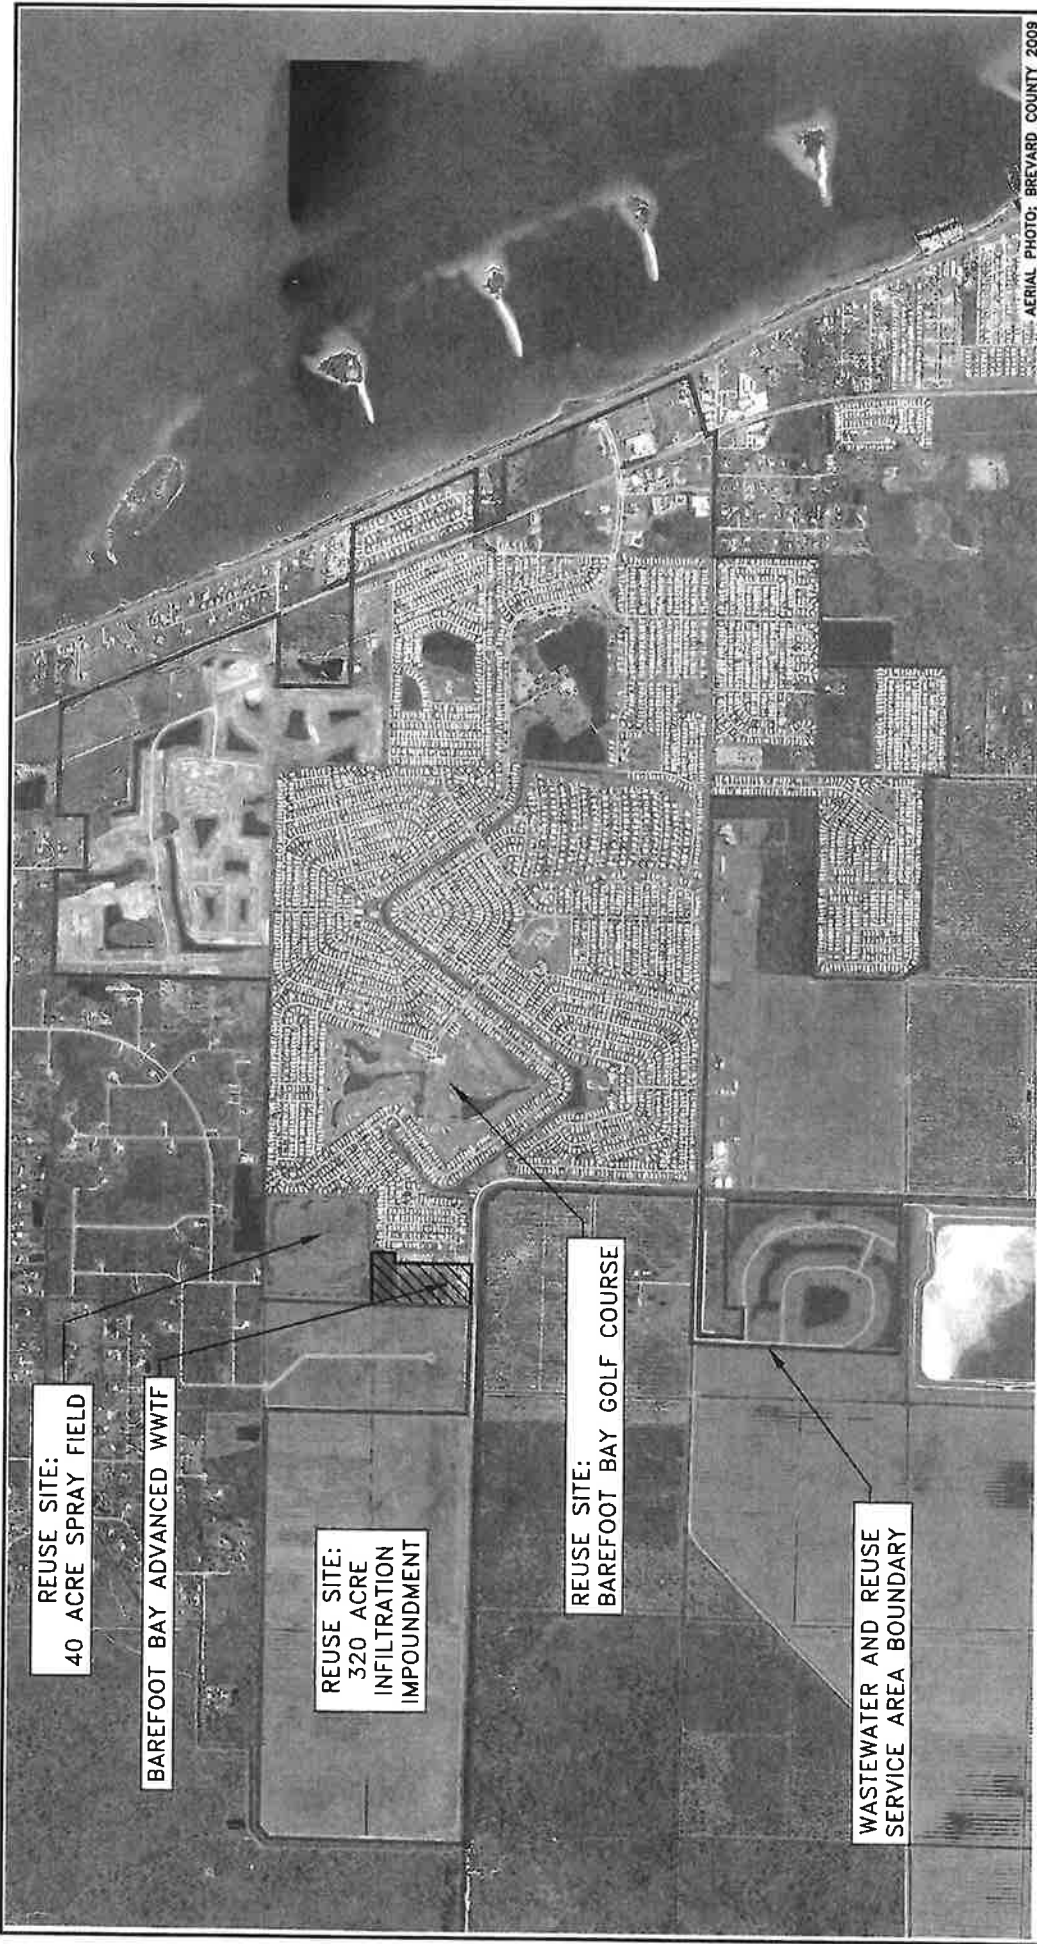 REUSE SITE:
40 ACRE SPRAY FIELD
BAREFOOT BAY ADVANCED WWTF
REUSE SITE:
320 ACRE
INFILTRATION
IMPOUNDMENT
REUSE SITE:
BAREFOOT BAY GOLF COURSE
WASTEWATER AND REUSE
SERVICE AREA BOUNDARY
AERIAL PHOTO: BREVARD COUNTY 2009